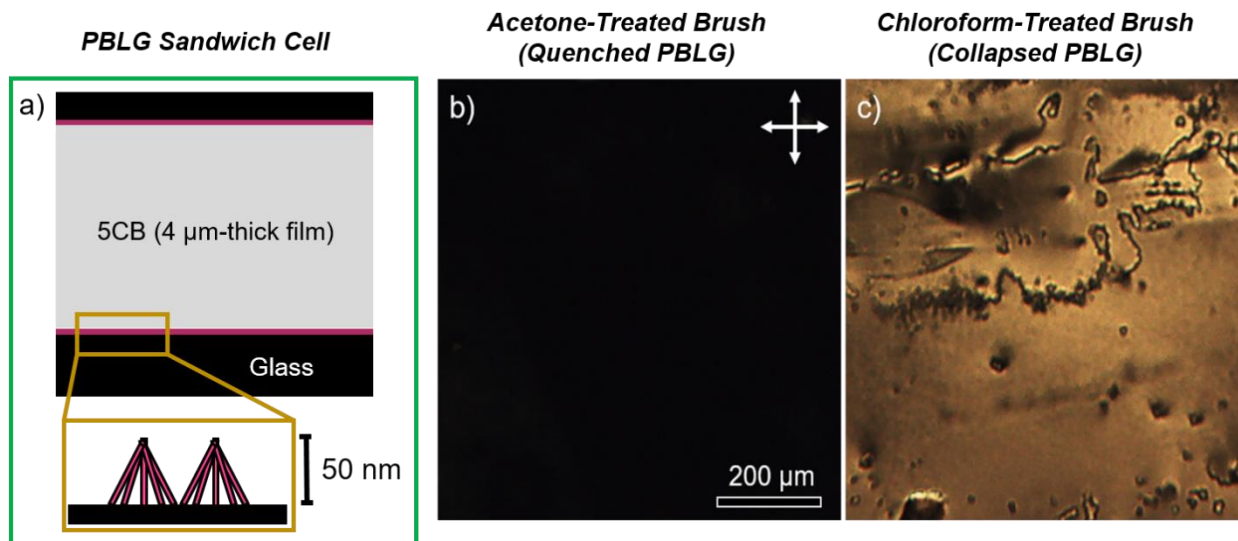 PBLG Sandwich Cell
Acetone-Treated Brush
(Quenched PBLG)
Chloroform-Treated Brush
(Collapsed PBLG)
a)
5CB (4 µm-thick film)
Glass
50 nm
b)
200 µm
c)